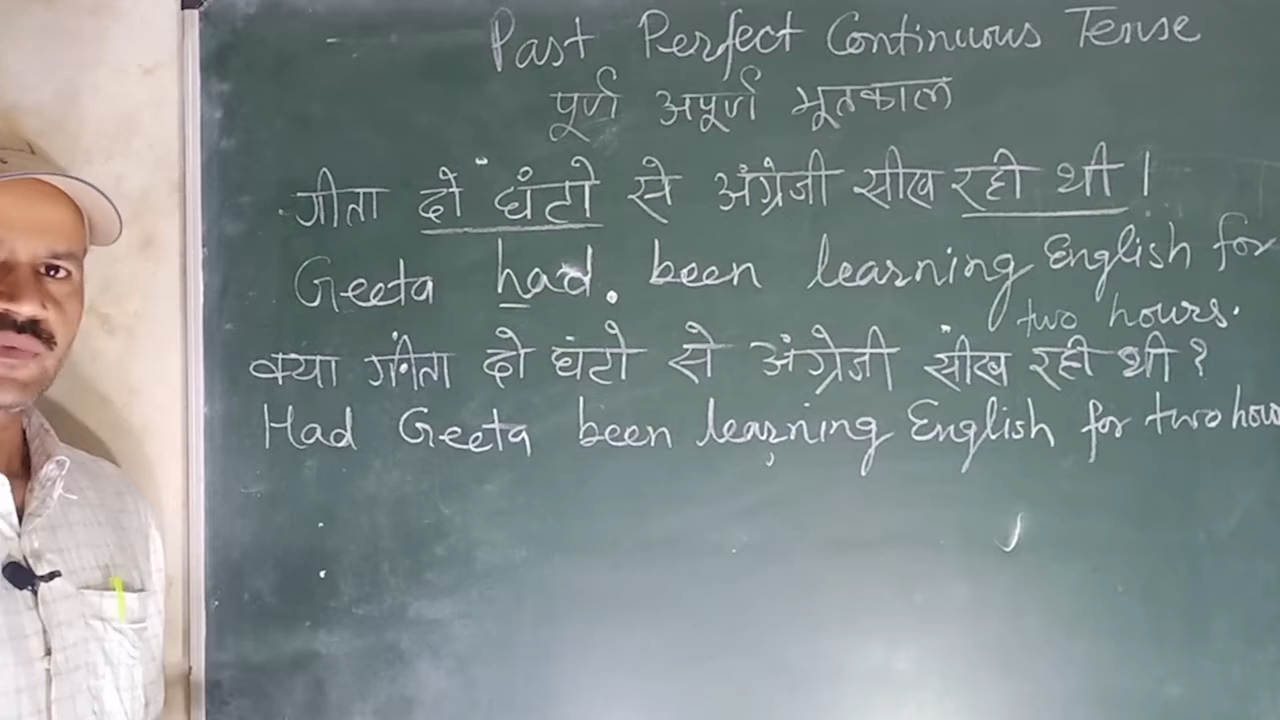 Past Perfect Continuous Tense
पूर्ण अपूर्ण भूतकाल
गीता दो घंटो से अंग्रेजी सीख रही थी।
Geeta had been learning English for
two hours.
क्या गीता दो घंटो से अंग्रेजी सीख रही थी?
Had Geeta been learning English for two hou